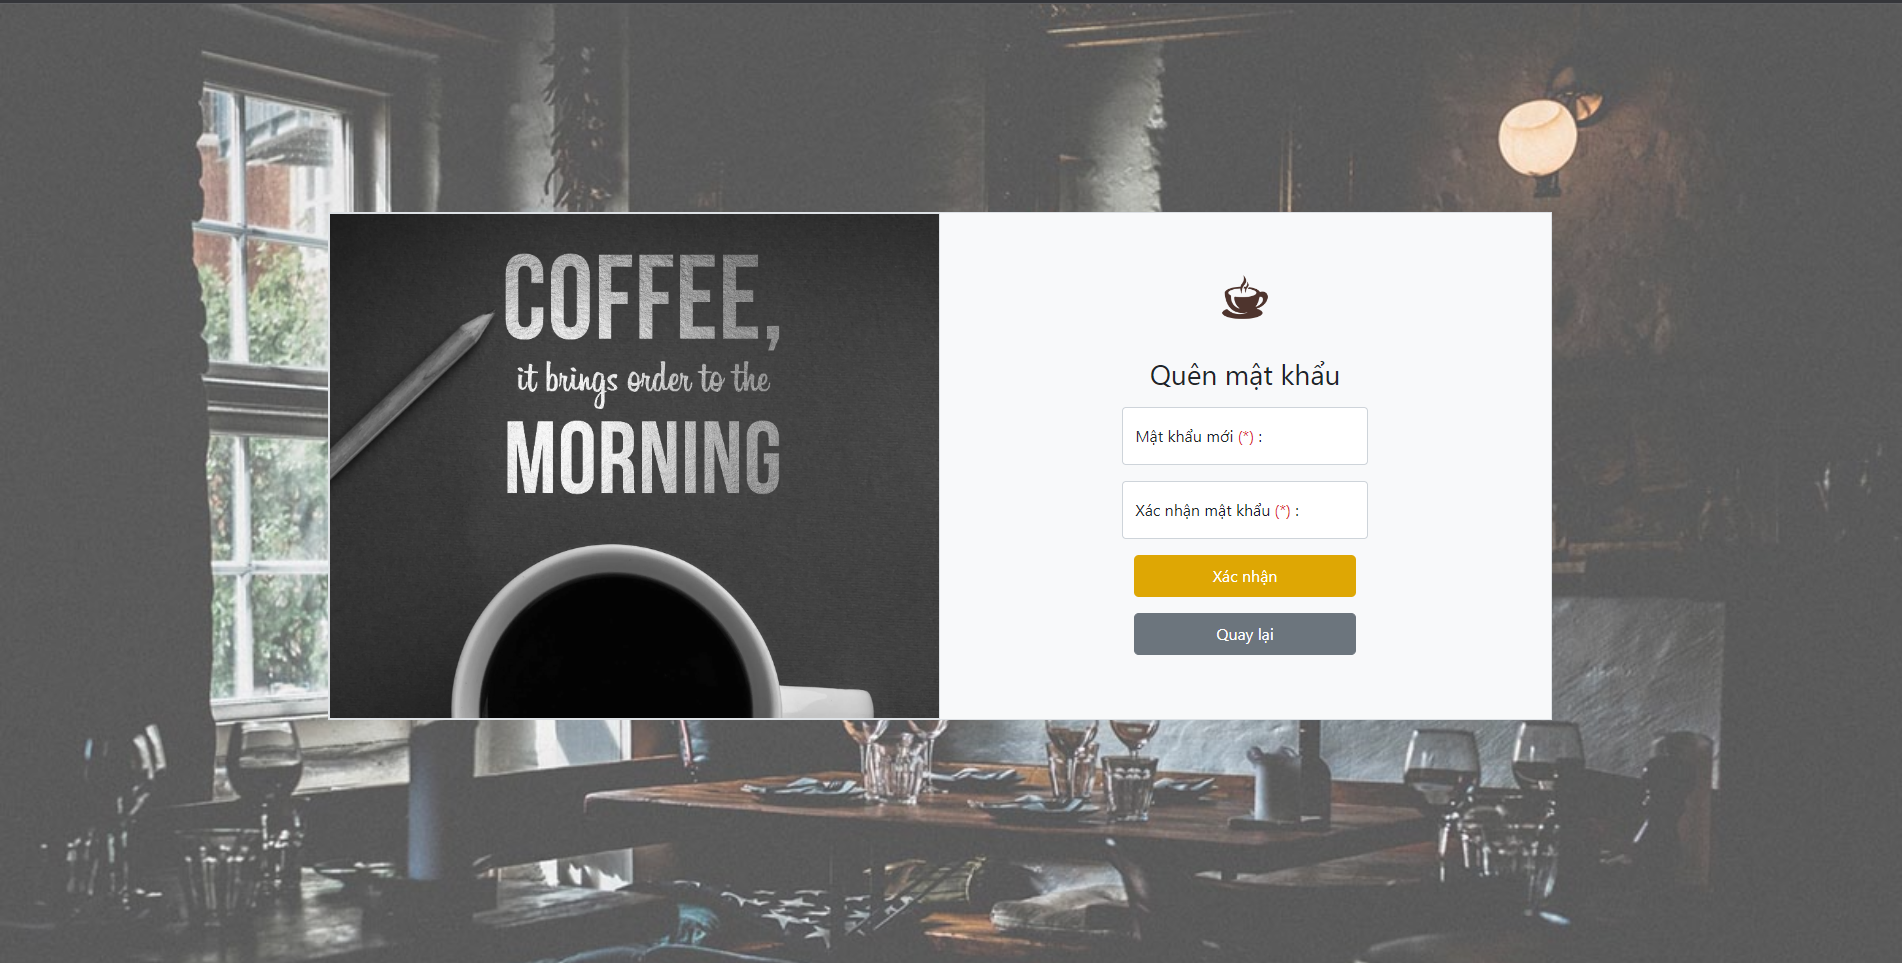 COFFEE,
it brings order to the
MORNING
Quên mật khẩu
Mật khẩu mới (*) :
Xác nhận mật khẩu (*) :
Xác nhận
Quay lại